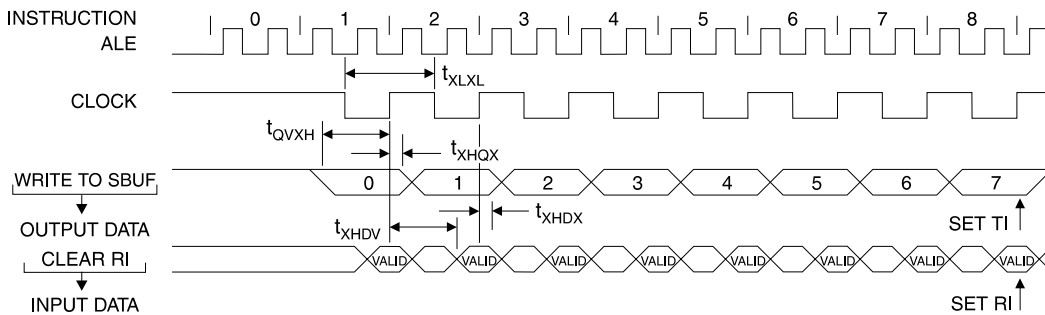 INSTRUCTION 0 1 2 3 4 5 6 7 8
ALE
tXLXL
CLOCK
tQVXH
tXHQX
WRITE TO SBUF 0 1 2 3 4 5 6 7
tXHDX
OUTPUT DATA SET TI
tXHDV
CLEAR RI VALID VALID VALID VALID VALID VALID VALID VALID
INPUT DATA SET RI